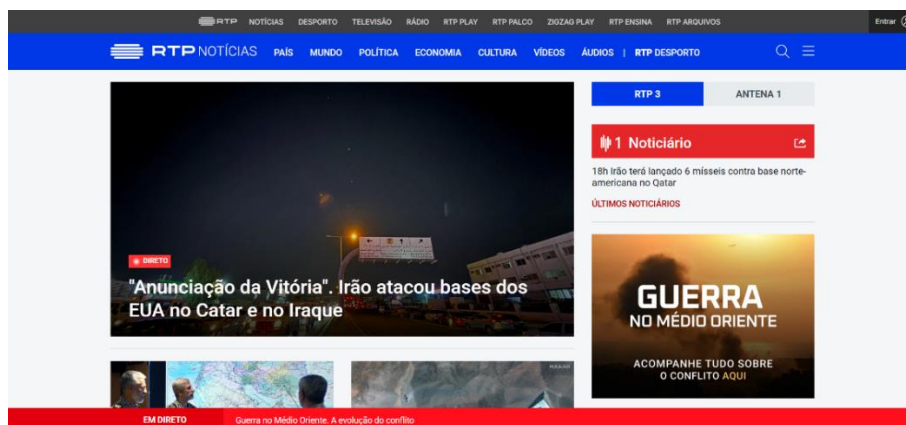 RTP NOTÍCIAS DESPORTO TELEVISÃO RÁDIO RTP PLAY RTP PALCO ZIGZAG PLAY RTP ENSINA RTP ARQUIVOS Entrar
RTP NOTÍCIAS PAÍS MUNDO POLÍTICA ECONOMIA CULTURA VÍDEOS ÁUDIOS | RTP DESPORTO
RTP 3 ANTENA 1
1 Noticiário
18h Irão terá lançado 6 mísseis contra base norte-
americana no Qatar
ÚLTIMOS NOTICIÁRIOS
DIRETO
"Anunciação da Vitória". Irão atacou bases dos
EUA no Catar e no Iraque
GUERRA
NO MÉDIO ORIENTE
ACOMPANHE TUDO SOBRE
O CONFLITO AQUI
EM DIRETO Guerra no Médio Oriente. A evolução do conflito